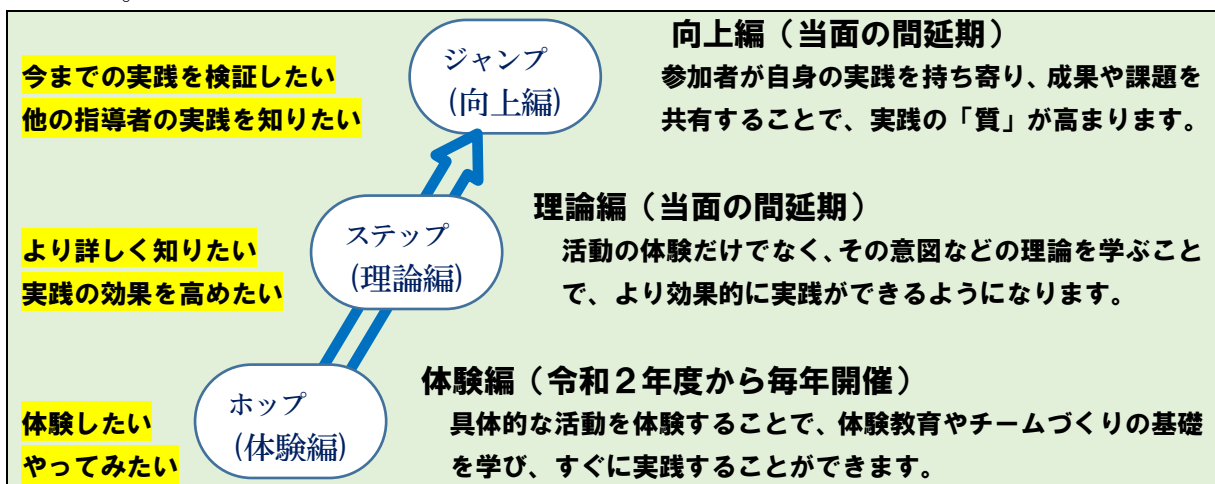 。
向上編（当面の間延期）
今までの実践を検証したい
他の指導者の実践を知りたい
ジャンプ
(向上編)
参加者が自身の実践を持ち寄り、成果や課題を
共有することで、実践の「質」が高まります。
理論編（当面の間延期）
より詳しく知りたい
実践の効果を高めたい
ステップ
(理論編)
活動の体験だけでなく、その意図などの理論を学ぶこと
で、より効果的に実践ができるようになります。
体験編（令和２年度から毎年開催）
体験したい
やってみたい
ホップ
(体験編)
具体的な活動を体験することで、体験教育やチームづくりの基礎
を学び、すぐに実践することができます。